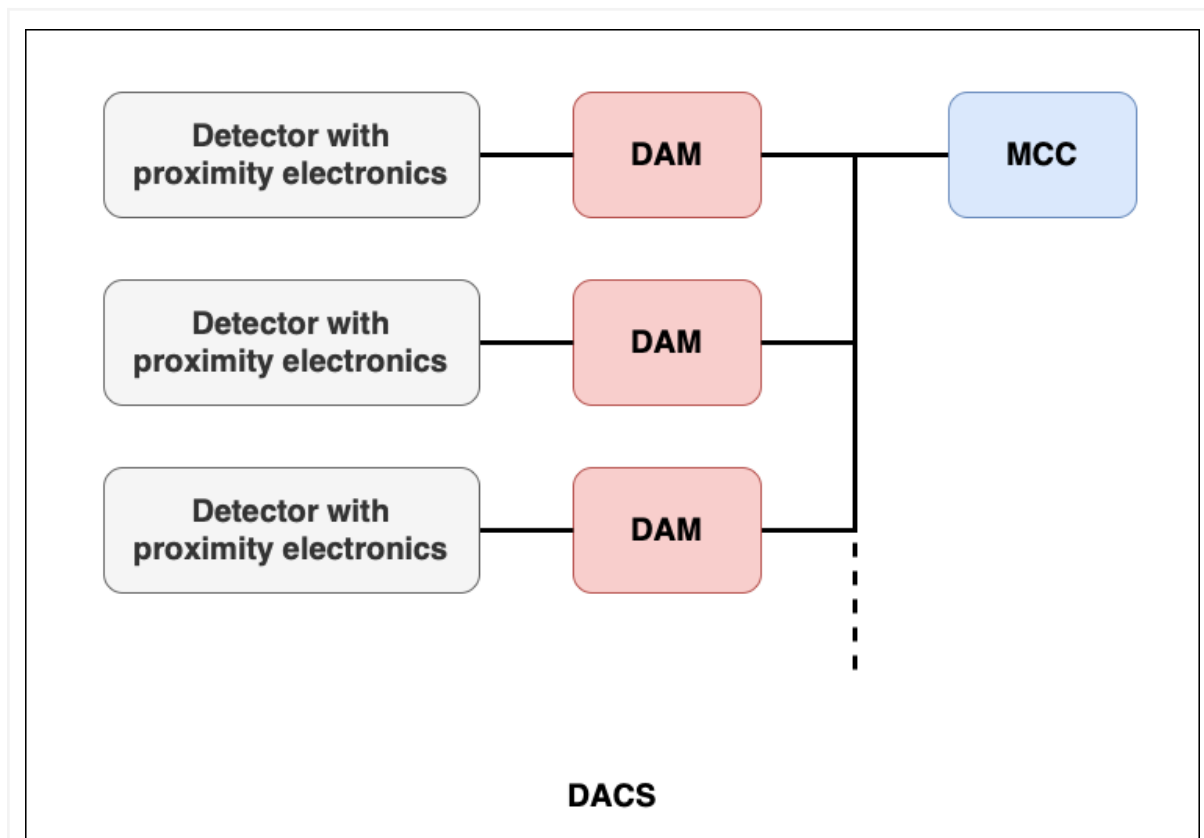 Detector with
proximity electronics
DAM
MCC
Detector with
proximity electronics
DAM
Detector with
proximity electronics
DAM
DACS